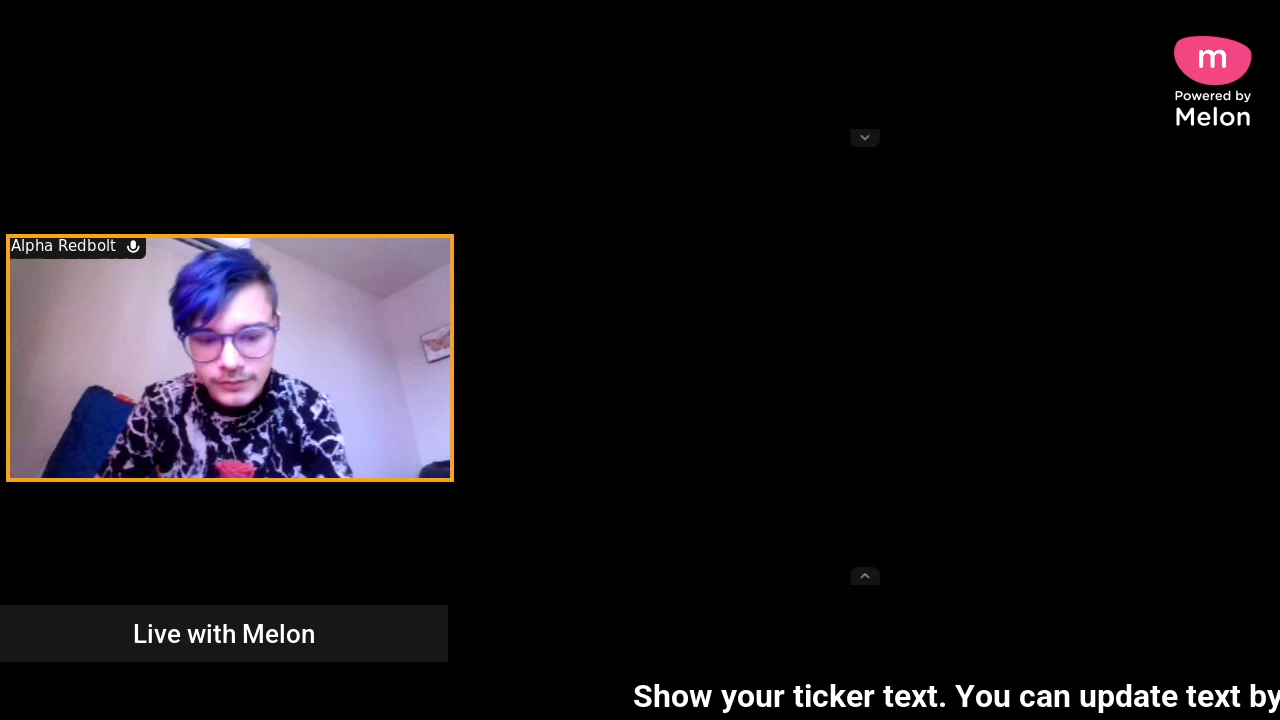 m
Powered by
Melon
Alpha Redbolt
Live with Melon
Show your ticker text. You can update text by